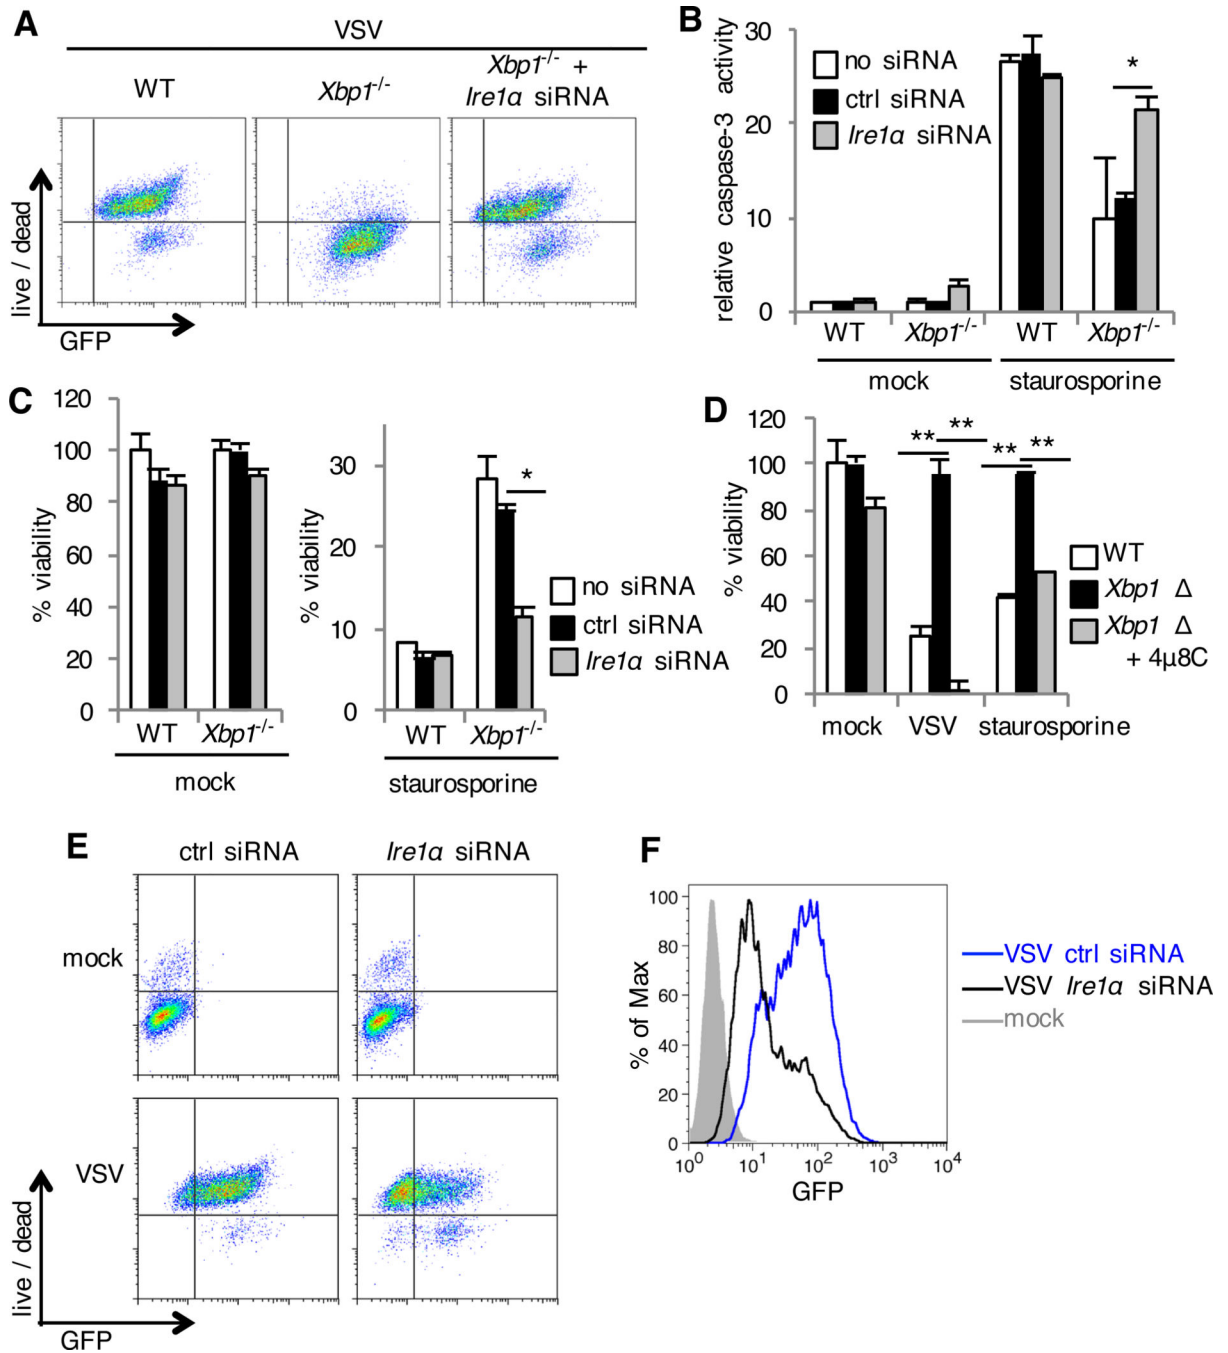 A
VSV
WT
Xbp1-/-
Xbp1-/- +
Ire1α siRNA
live / dead
GFP
B
relative caspase-3 activity
30
20
10
0
no siRNA
ctrl siRNA
Ire1α siRNA
*
WT
Xbp1-/-
WT
Xbp1-/-
mock
staurosporine
C
% viability
120
100
80
60
40
20
0
WT
Xbp1-/-
mock
% viability
30
20
10
0
*
WT
Xbp1-/-
staurosporine
no siRNA
ctrl siRNA
Ire1α siRNA
D
% viability
120
100
80
60
40
20
0
**
**
**
**
mock
VSV
staurosporine
WT
Xbp1 Δ
Xbp1 Δ
+ 4μ8C
E
ctrl siRNA
Ire1α siRNA
mock
VSV
live / dead
GFP
F
% of Max
100
80
60
40
20
0
10^0
10^1
10^2
10^3
10^4
GFP
VSV ctrl siRNA
VSV Ire1α siRNA
mock